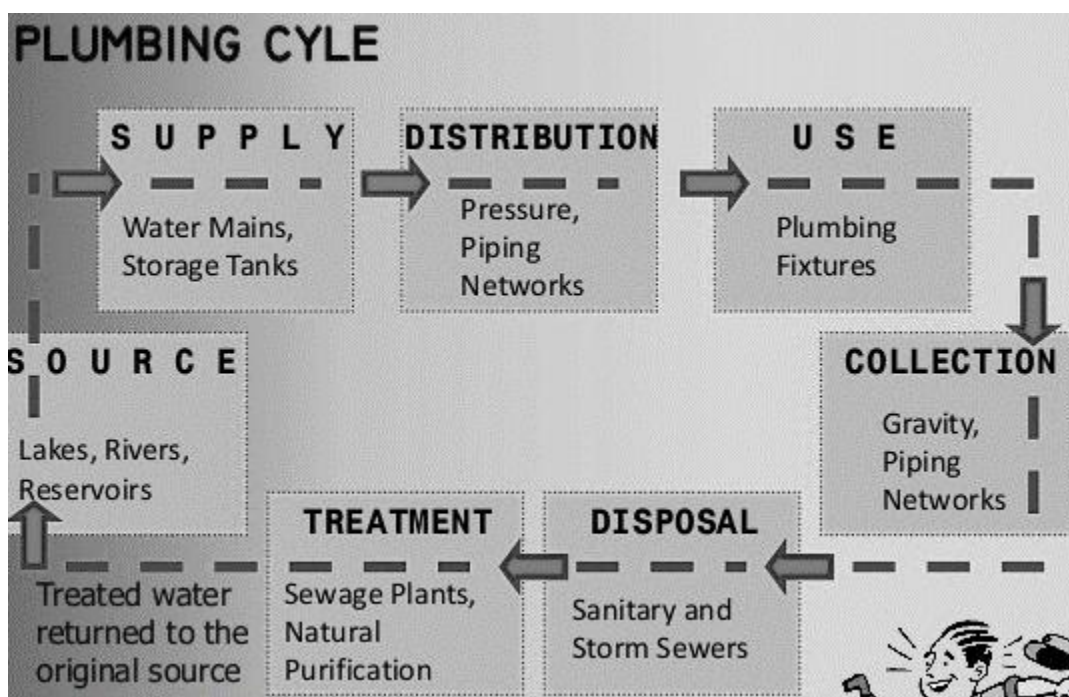 PLUMBING CYLE
SUPPLY
Water Mains,
Storage Tanks
DISTRIBUTION
Pressure,
Piping
Networks
USE
Plumbing
Fixtures
COLLECTION
Gravity,
Piping
Networks
DISPOSAL
Sanitary and
Storm Sewers
TREATMENT
Sewage Plants,
Natural
Purification
Treated water
returned to the
original source
SOURCE
Lakes, Rivers,
Reservoirs